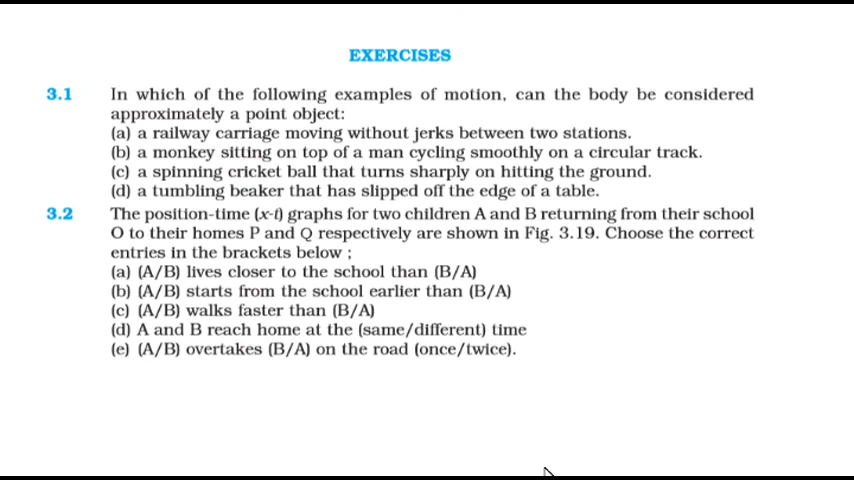 EXERCISES
3.1 In which of the following examples of motion, can the body be considered
approximately a point object:
(a) a railway carriage moving without jerks between two stations.
(b) a monkey sitting on top of a man cycling smoothly on a circular track.
(c) a spinning cricket ball that turns sharply on hitting the ground.
(d) a tumbling beaker that has slipped off the edge of a table.
3.2 The position-time (x-t) graphs for two children A and B returning from their school
O to their homes P and Q respectively are shown in Fig. 3.19. Choose the correct
entries in the brackets below ;
(a) (A/B) lives closer to the school than (B/A)
(b) (A/B) starts from the school earlier than (B/A)
(c) (A/B) walks faster than (B/A)
(d) A and B reach home at the (same/different) time
(e) (A/B) overtakes (B/A) on the road (once/twice).